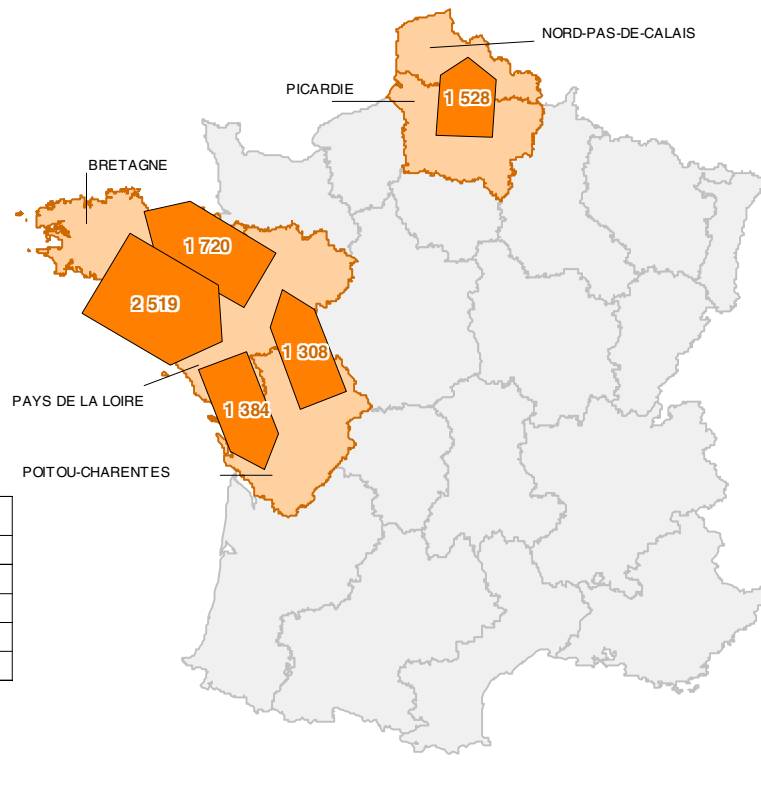 NORD-PAS-DE-CALAIS
PICARDIE
1 528
BRETAGNE
1 720
2 519
1 308
PAYS DE LA LOIRE
1 384
POITOU-CHARENTES